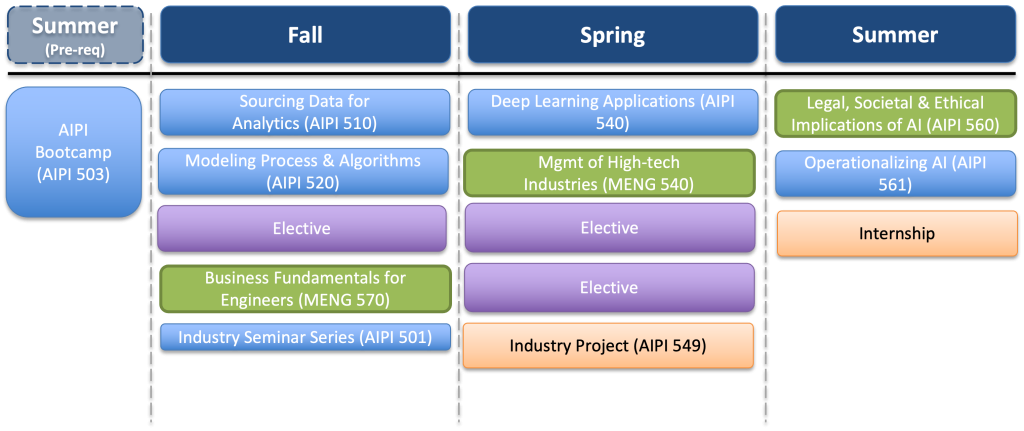 Summer
(Pre-req)
Fall
Spring
Summer
AIPI
Bootcamp
(AIPI 503)
Sourcing Data for
Analytics (AIPI 510)
Modeling Process & Algorithms
(AIPI 520)
Elective
Business Fundamentals for
Engineers (MENG 570)
Industry Seminar Series (AIPI 501)
Deep Learning Applications (AIPI
540)
Mgmt of High-tech
Industries (MENG 540)
Elective
Elective
Industry Project (AIPI 549)
Legal, Societal & Ethical
Implications of AI (AIPI 560)
Operationalizing AI (AIPI
561)
Internship